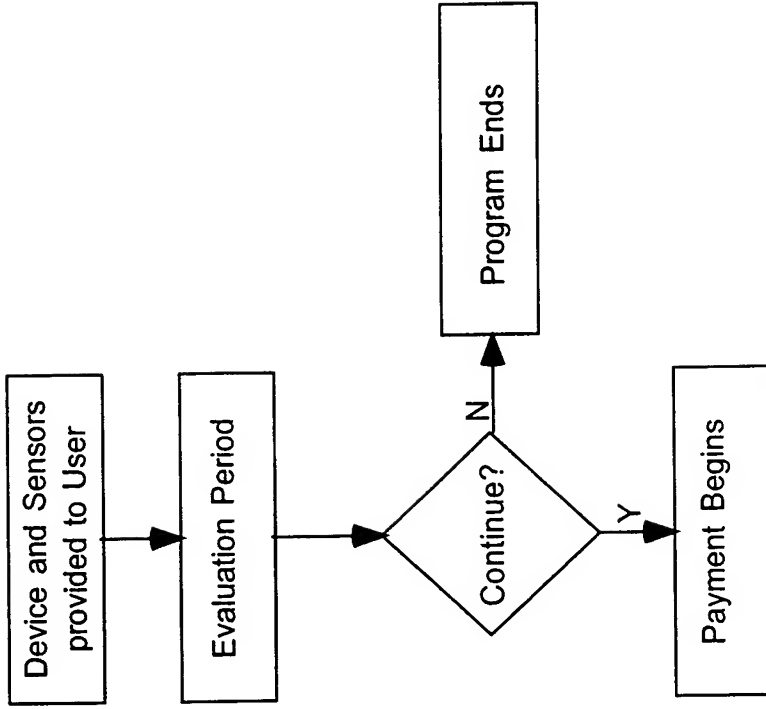 Device and Sensors
provided to User
Evaluation Period
Continue?
N
Program Ends
Y
Payment Begins